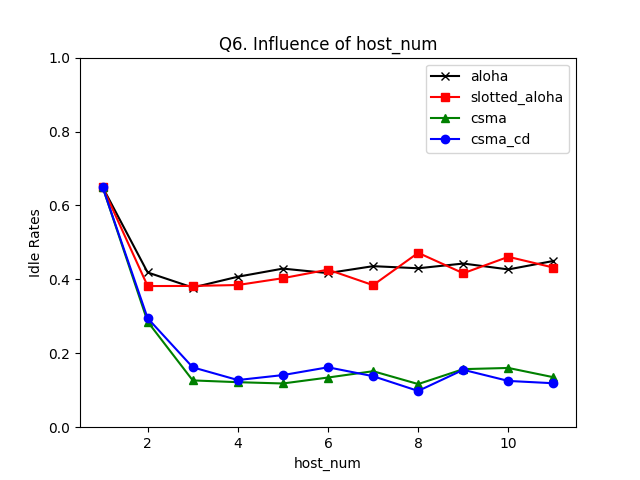 Q6. Influence of host_num
1.0
0.8
0.6
0.4
0.2
0.0
Idle Rates
aloha
slotted_aloha
csma
csma_cd
2
4
6
8
10
host_num